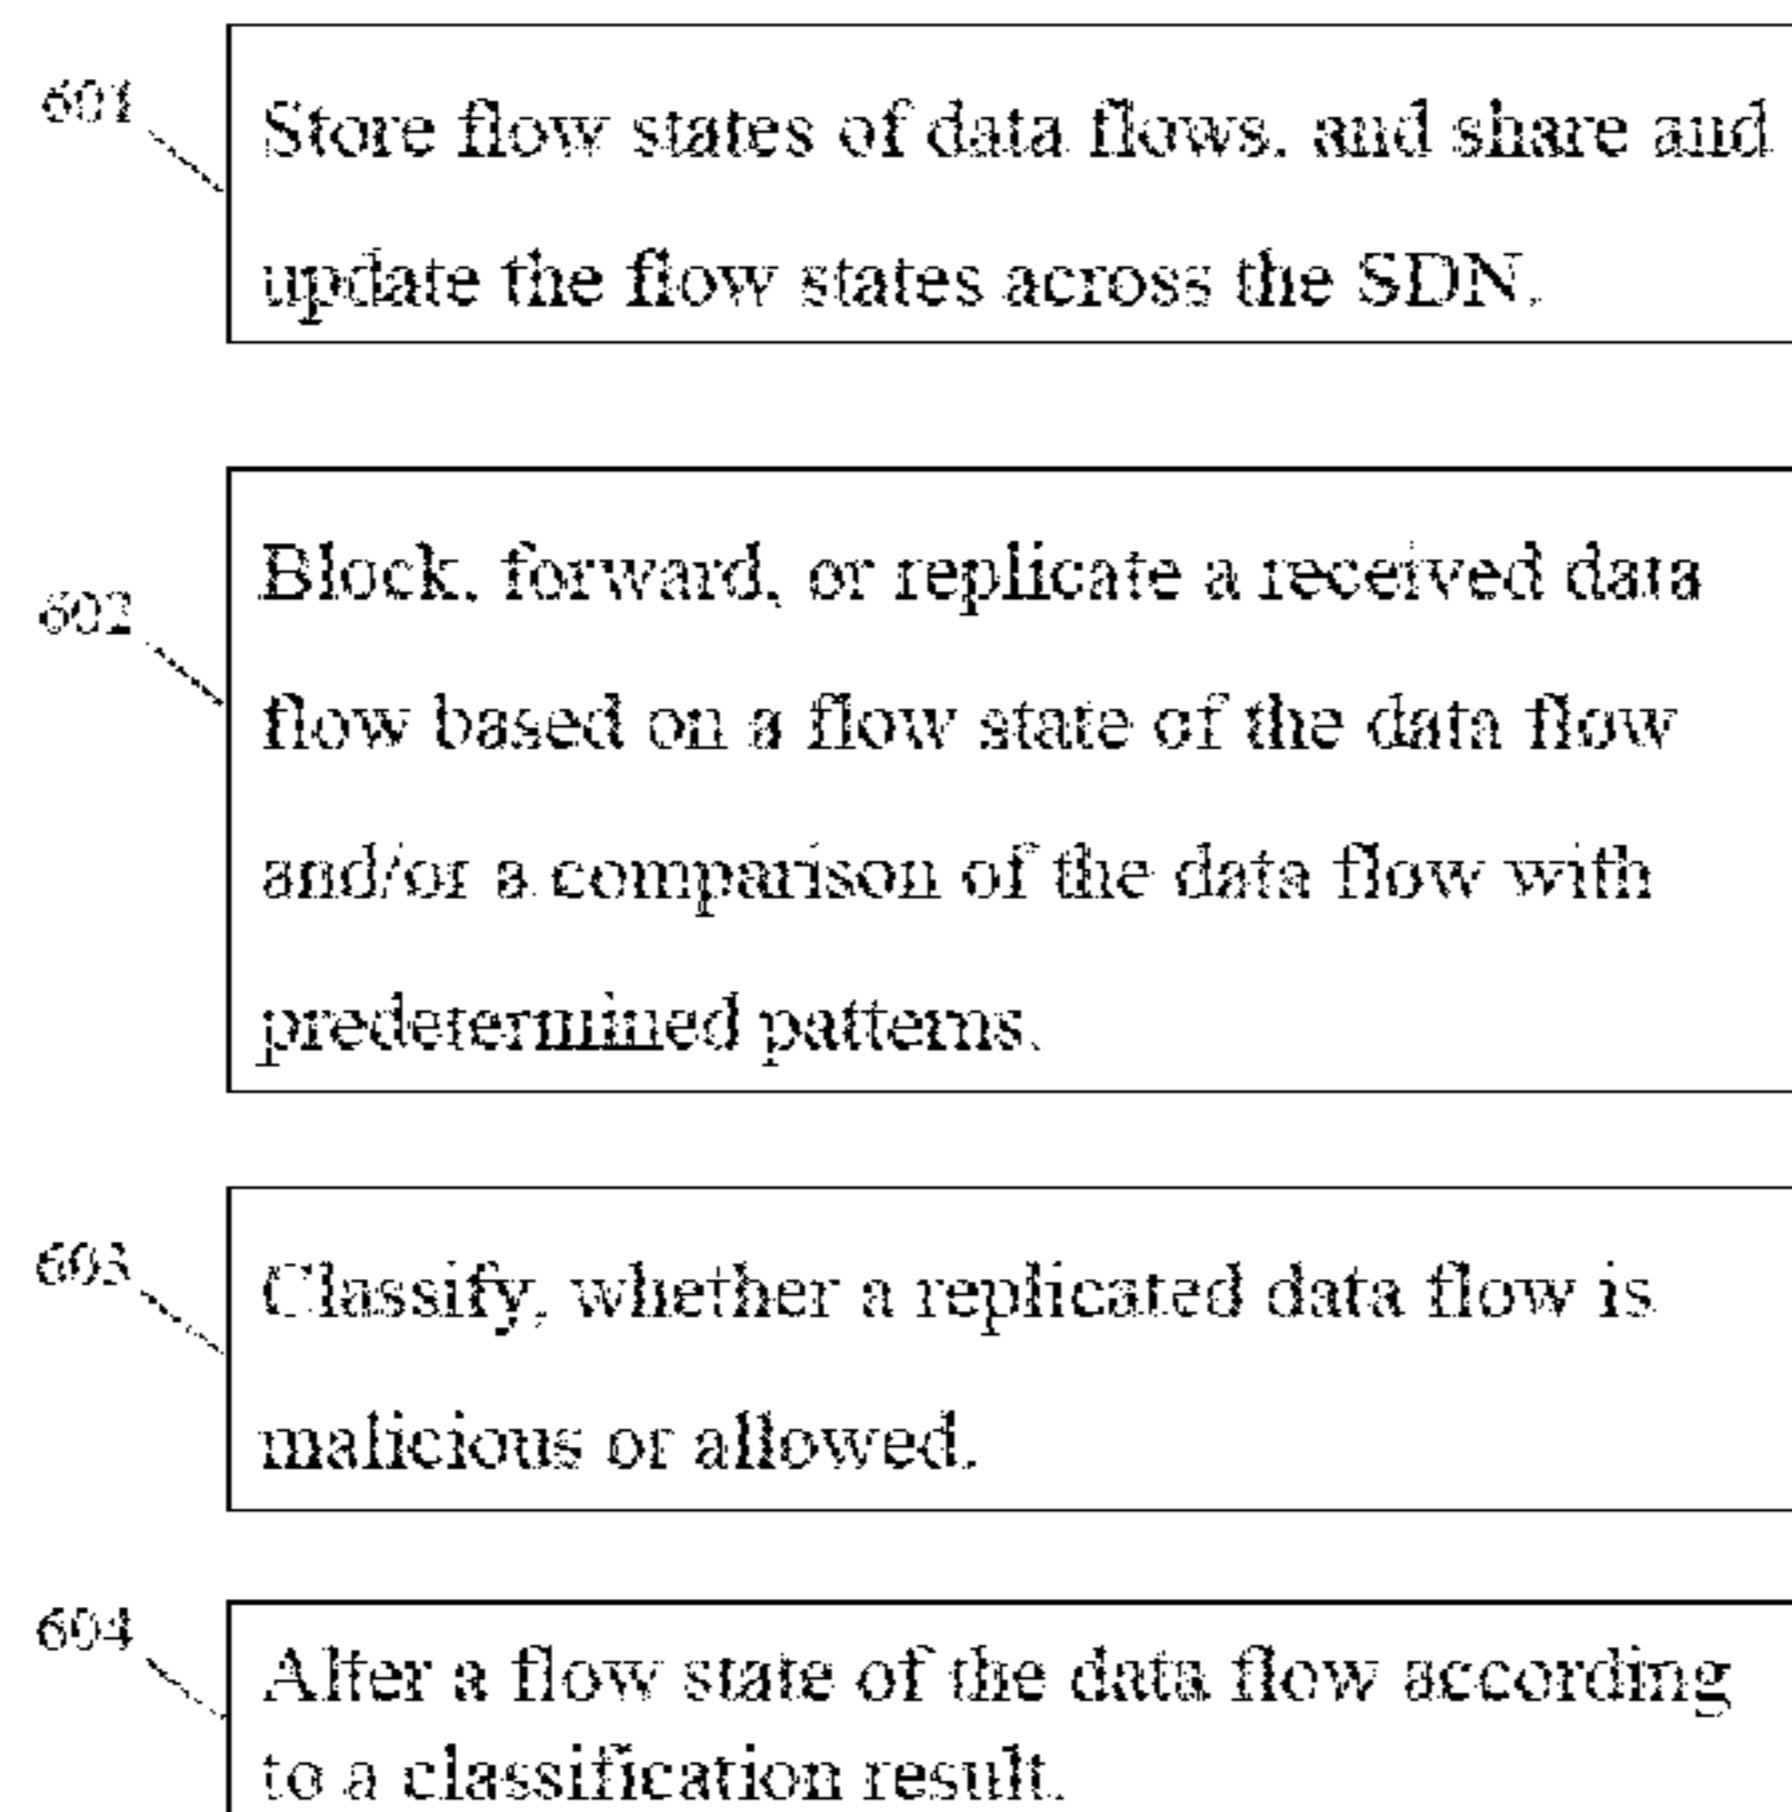 601
Store flow states of data flows, and share and
update the flow states across the SDN.
602
Block, forward, or replicate a received data
flow based on a flow state of the data flow
and/or a comparison of the data flow with
predetermined patterns.
603
Classify, whether a replicated data flow is
malicious or allowed.
604
Alter a flow state of the data flow according
to a classification result.